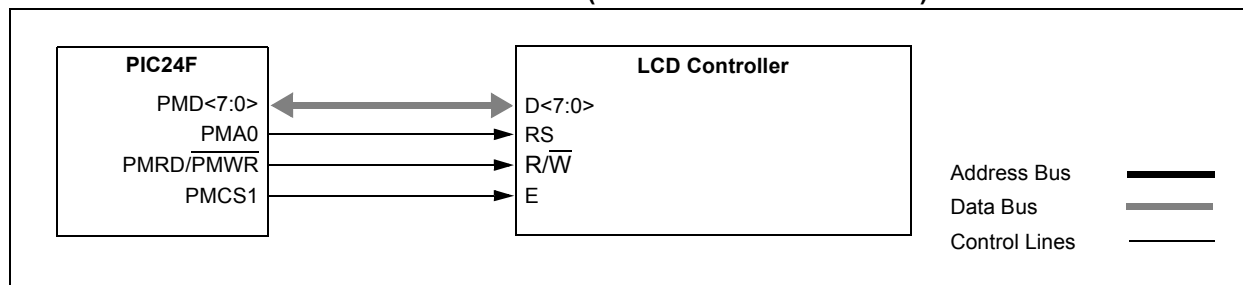 PIC24F
LCD Controller
PMD<7:0>
D<7:0>
PMA0
RS
PMRD/PMWR
R/W
PMCS1
E
Address Bus
Data Bus
Control Lines